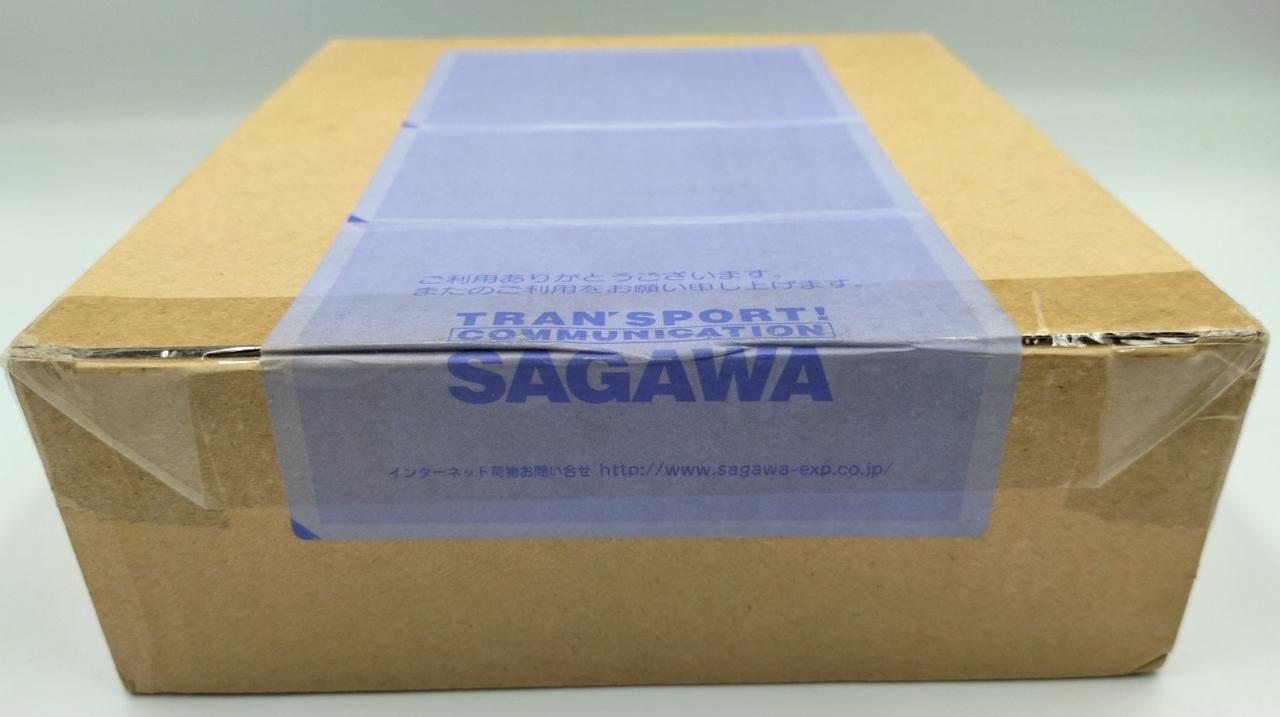 ご利用ありがとうございます。
またのご利用をお願い申し上げます。
TRAN'SPORT!
COMMUNICATION
SAGAWA
インターネット荷物お問い合せ http://www.sagawa-exp.co.jp/